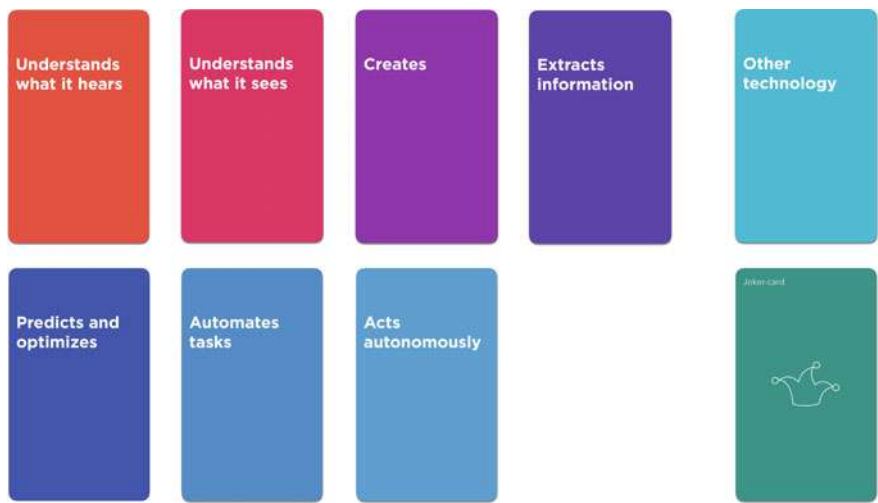 Understands
what it hears
Understands
what it sees
Creates
Extracts
information
Other
technology
Predicts and
optimizes
Automates
tasks
Acts
autonomously
Joker-card